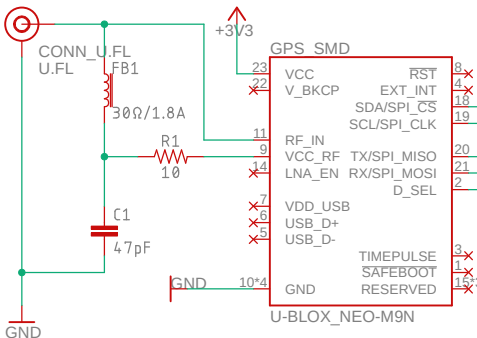 +3V3
GPS_SMD
CONN_U.FL
U.FL
FB1
30Ω/1.8A
R1
10
C1
47pF
GND
GND
23 VCC
22 V_BKCP
11 RF_IN
9 VCC_RF
14 LNA_EN
7 VDD_USB
6 USB_D+
5 USB_D-
10*4 GND
RST 8
EXT_INT 4
SDA/SPI_CS 18
SCL/SPI_CLK 19
TX/SPI_MISO 20
RX/SPI_MOSI 21
D_SEL 2
TIMEPULSE 3
SAFEBOOT 1
RESERVED 15*
U-BLOX_NEO-M9N